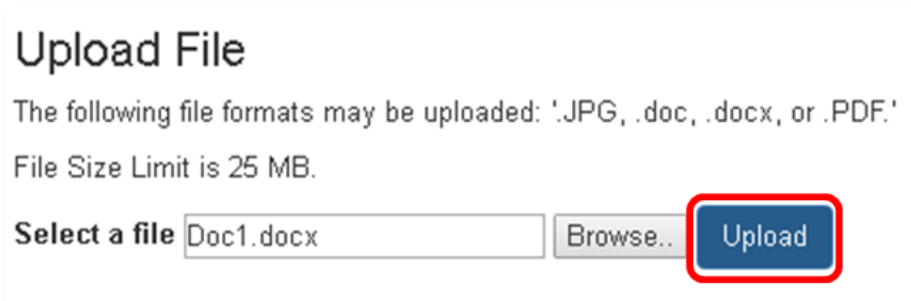 Upload File
The following file formats may be uploaded: '.JPG, .doc, .docx, or .PDF.'
File Size Limit is 25 MB.
Select a file Doc1.docx Browse.. Upload